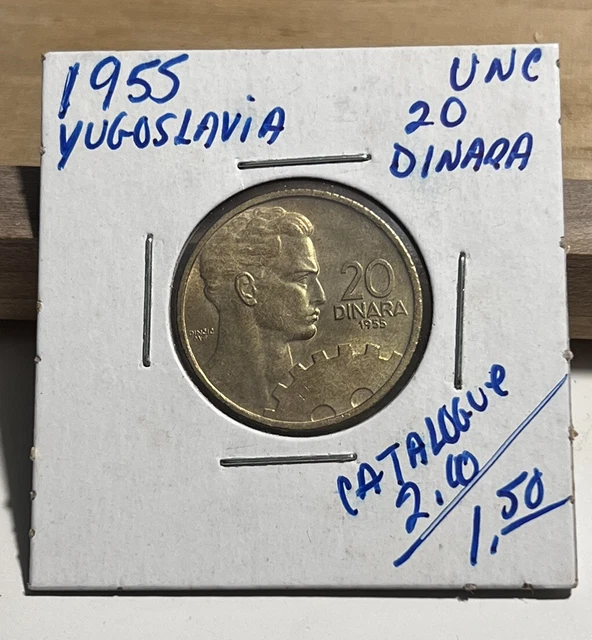 1955
YUGOSLAVIA
UNC
20
DINARA
20
DINARA
1955
CATALOGUE
2.00
1.50